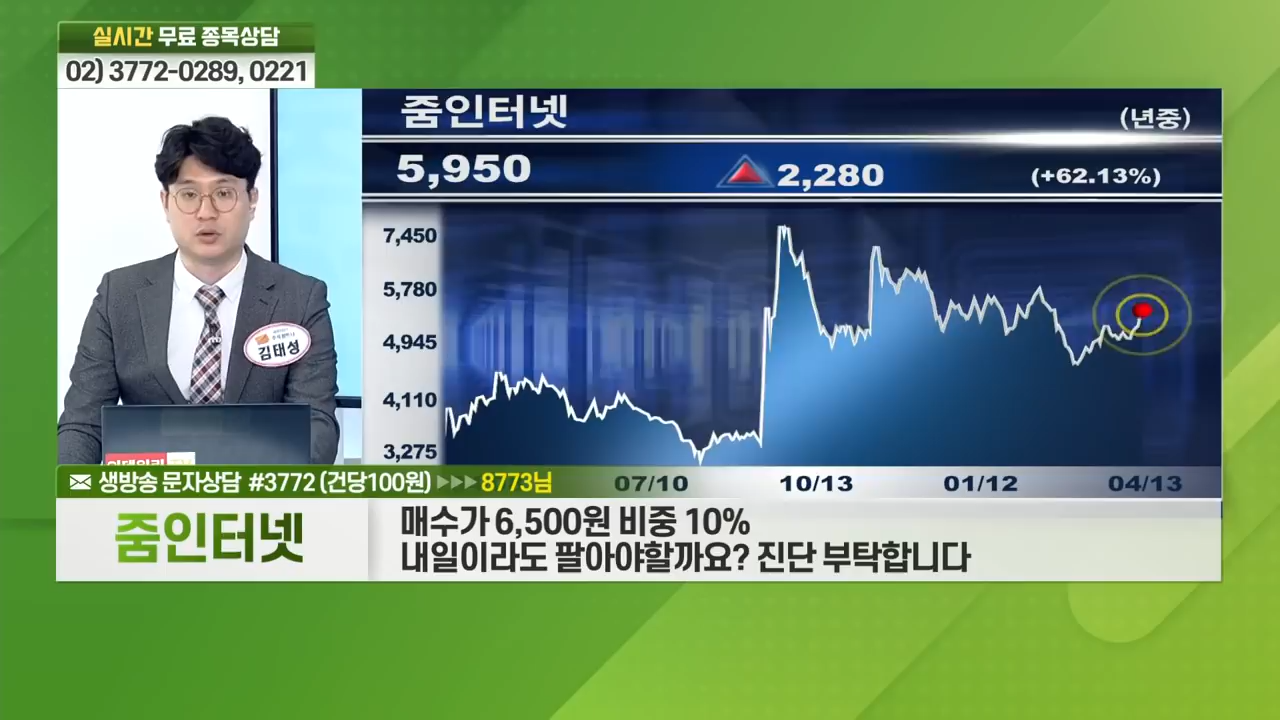 실시간 무료 종목상담
02) 3772-0289, 0221
줌인터넷
(년중)
5,950
2,280
(+62.13%)
7,450
5,780
4,945
4,110
3,275
07/10
10/13
01/12
04/13
김태성
생방송 문자상담 #3772 (건당100원) ▶▶▶ 8773님
줌인터넷
매수가 6,500원 비중 10%
내일이라도 팔아야할까요? 진단 부탁합니다